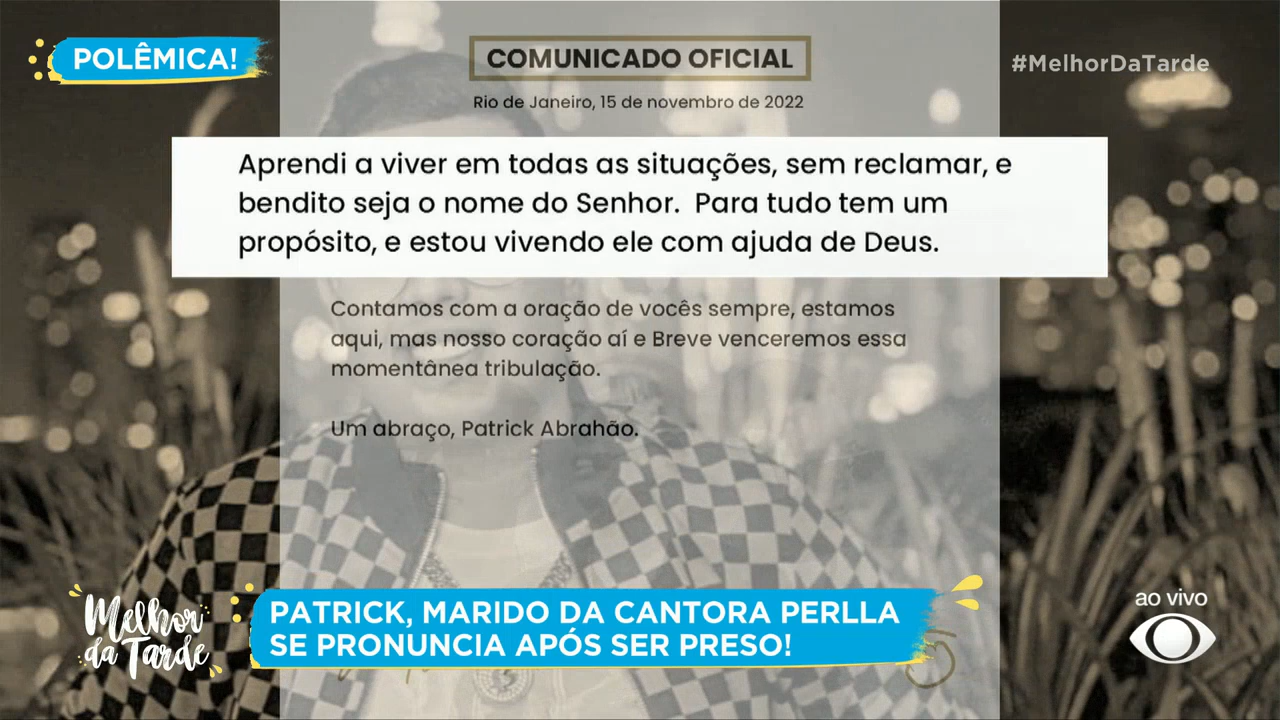 POLÊMICA!
#MelhorDaTarde
COMUNICADO OFICIAL
Rio de Janeiro, 15 de novembro de 2022
Aprendi a viver em todas as situações, sem reclamar, e
bendito seja o nome do Senhor.  Para tudo tem um
propósito, e estou vivendo ele com ajuda de Deus.
Contamos com a oração de vocês sempre, estamos
aqui, mas nosso coração aí e Breve venceremos essa
momentânea tribulação.
Um abraço, Patrick Abrahão.
Melhor
da Tarde
PATRICK, MARIDO DA CANTORA PERLLA
SE PRONUNCIA APÓS SER PRESO!
ao vivo